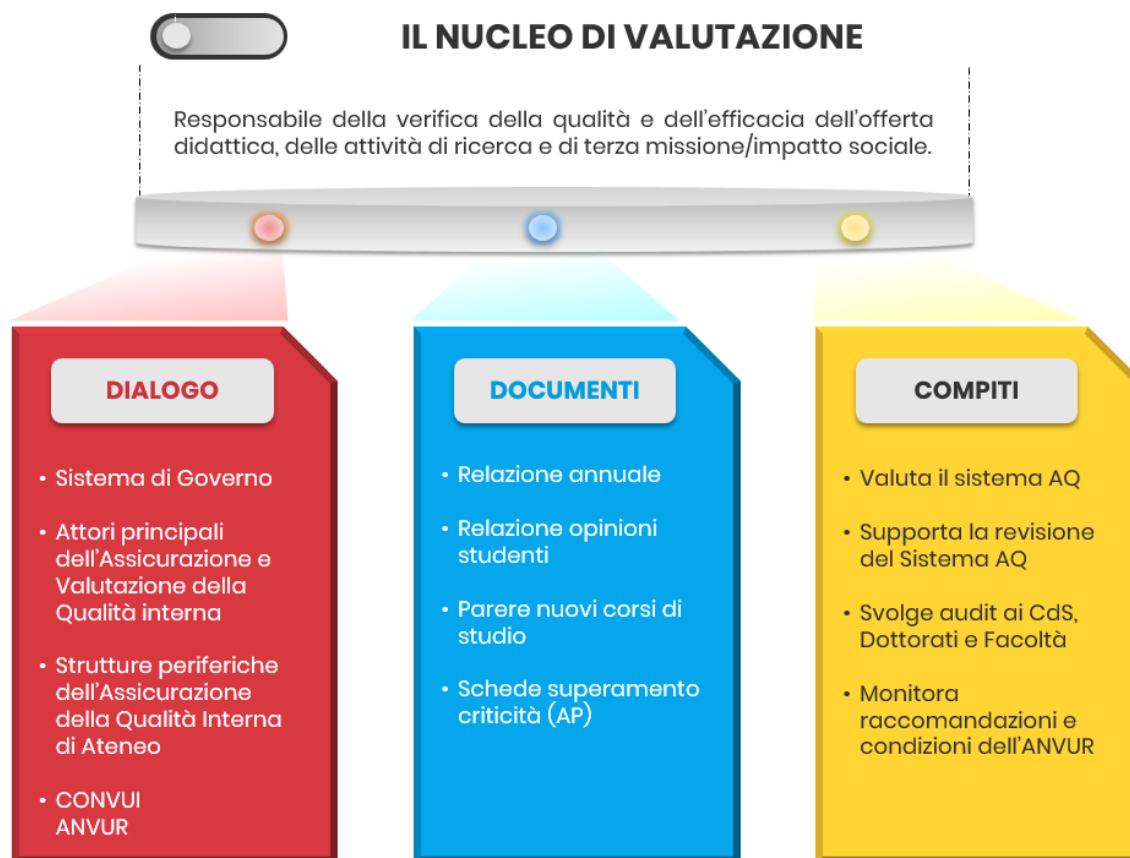 IL NUCLEO DI VALUTAZIONE
Responsabile della verifica della qualità e dell'efficacia dell'offerta
didattica, delle attività di ricerca e di terza missione/impatto sociale.
DIALOGO
• Sistema di Governo
• Attori principali
dell'Assicurazione e
Valutazione della
Qualità interna
• Strutture periferiche
dell'Assicurazione
della Qualità Interna
di Ateneo
• CONVUI
ANVUR
DOCUMENTI
• Relazione annuale
• Relazione opinioni
studenti
• Parere nuovi corsi di
studio
• Schede superamento
criticità (AP)
COMPITI
• Valuta il sistema AQ
• Supporta la revisione
del Sistema AQ
• Svolge audit ai CdS,
Dottorati e Facoltà
• Monitora
raccomandazioni e
condizioni dell'ANVUR